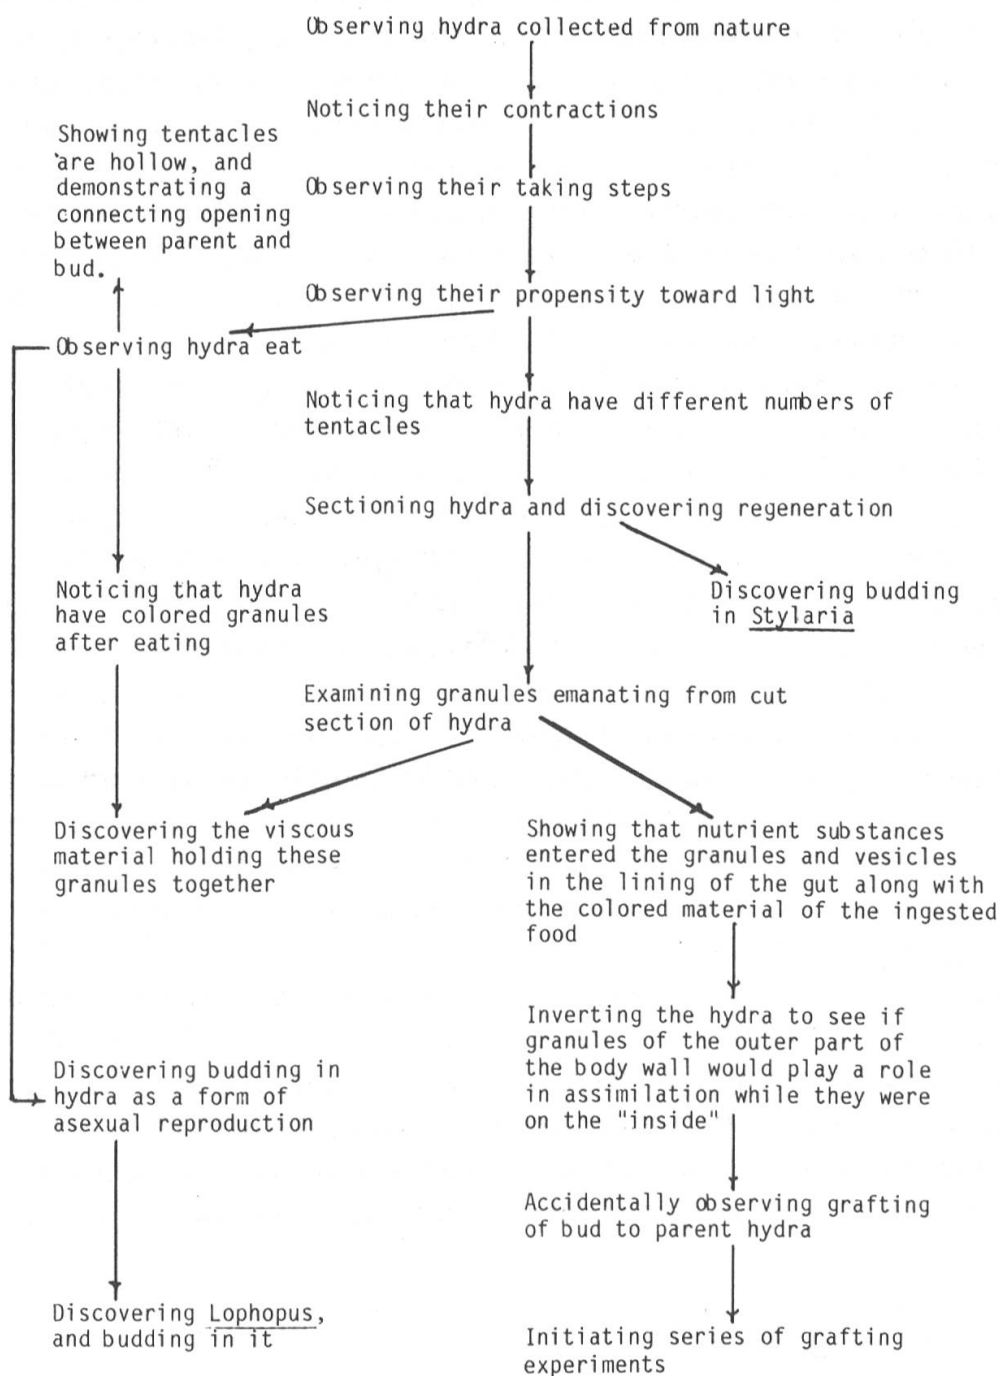 Observing hydra collected from nature
Noticing their contractions
Showing tentacles
are hollow, and
demonstrating a
connecting opening
between parent and
bud.
Observing their taking steps
Observing their propensity toward light
Observing hydra eat
Noticing that hydra have different numbers of
tentacles
Sectioning hydra and discovering regeneration
Noticing that hydra
have colored granules
after eating
Discovering budding
in Stylaria
Examining granules emanating from cut
section of hydra
Discovering the viscous
material holding these
granules together
Showing that nutrient substances
entered the granules and vesicles
in the lining of the gut along with
the colored material of the ingested
food
Inverting the hydra to see if
granules of the outer part of
the body wall would play a role
in assimilation while they were
on the "inside"
Discovering budding in
hydra as a form of
asexual reproduction
Accidentally observing grafting
of bud to parent hydra
Discovering Lophopus,
and budding in it
Initiating series of grafting
experiments